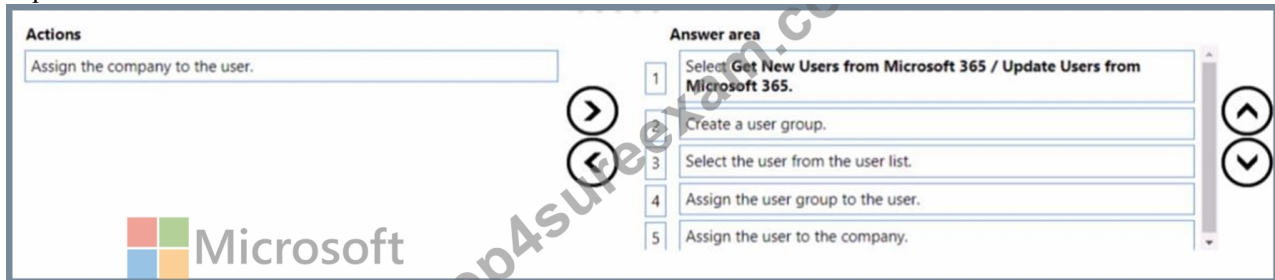 Actions
Answer area
Assign the company to the user.
1
Select Get New Users from Microsoft 365 / Update Users from
Microsoft 365.
2
Create a user group.
3
Select the user from the user list.
4
Assign the user group to the user.
5
Assign the user to the company.
Microsoft